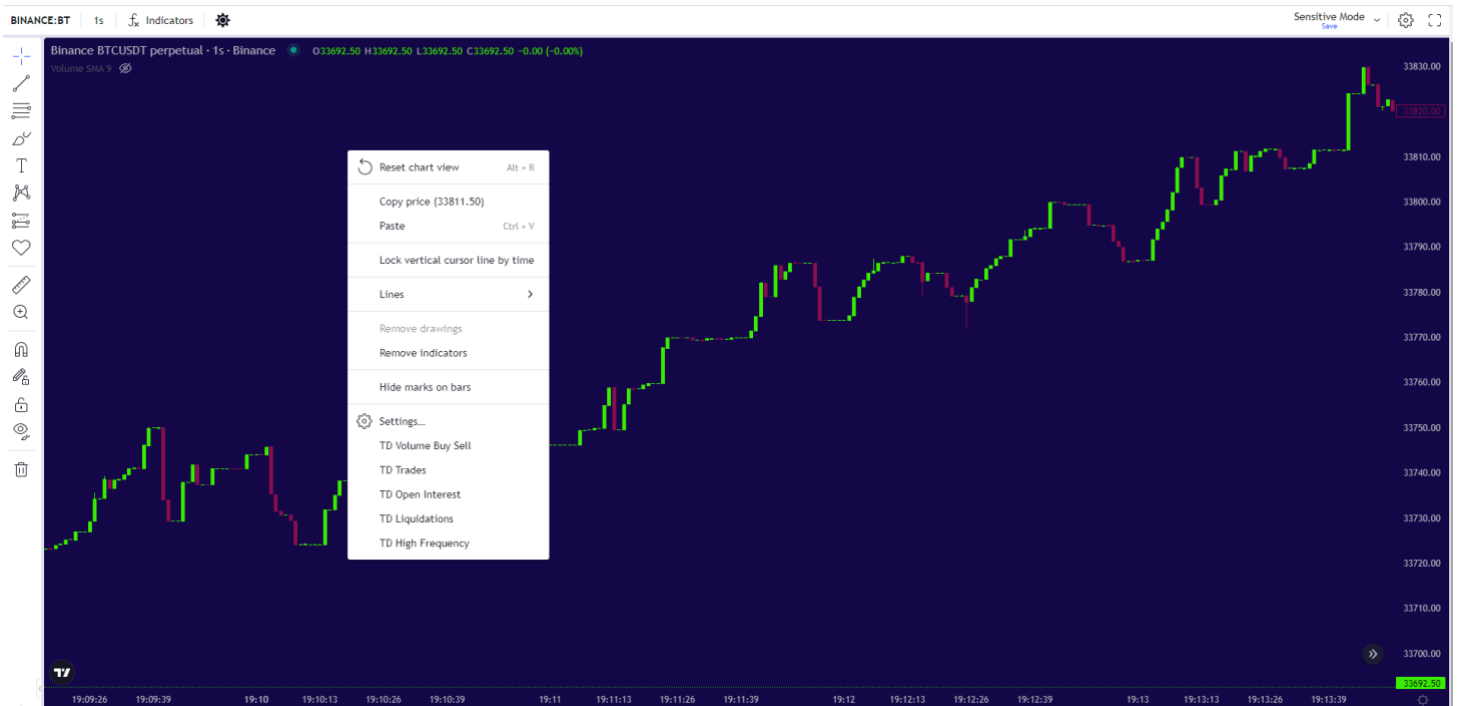 BINANCE:BT 1s fx Indicators Sensitive Mode
Save
Binance BTCUSDT perpetual · 1s · Binance O33692.50 H33692.50 L33692.50 C33692.50 −0.00 (−0.00%)
Volume SMA 9
33830.00
33820.00
33810.00
33800.00
33790.00
33780.00
33770.00
33760.00
33750.00
33740.00
33730.00
33720.00
33710.00
33700.00
33692.50
Reset chart view Alt + R
Copy price (33811.50)
Paste Ctrl + V
Lock vertical cursor line by time
Lines
Remove drawings
Remove indicators
Hide marks on bars
Settings...
TD Volume Buy Sell
TD Trades
TD Open Interest
TD Liquidations
TD High Frequency
19:09:26 19:09:39 19:10 19:10:13 19:10:26 19:10:39 19:11 19:11:13 19:11:26 19:11:39 19:12 19:12:13 19:12:26 19:12:39 19:13 19:13:13 19:13:26 19:13:39